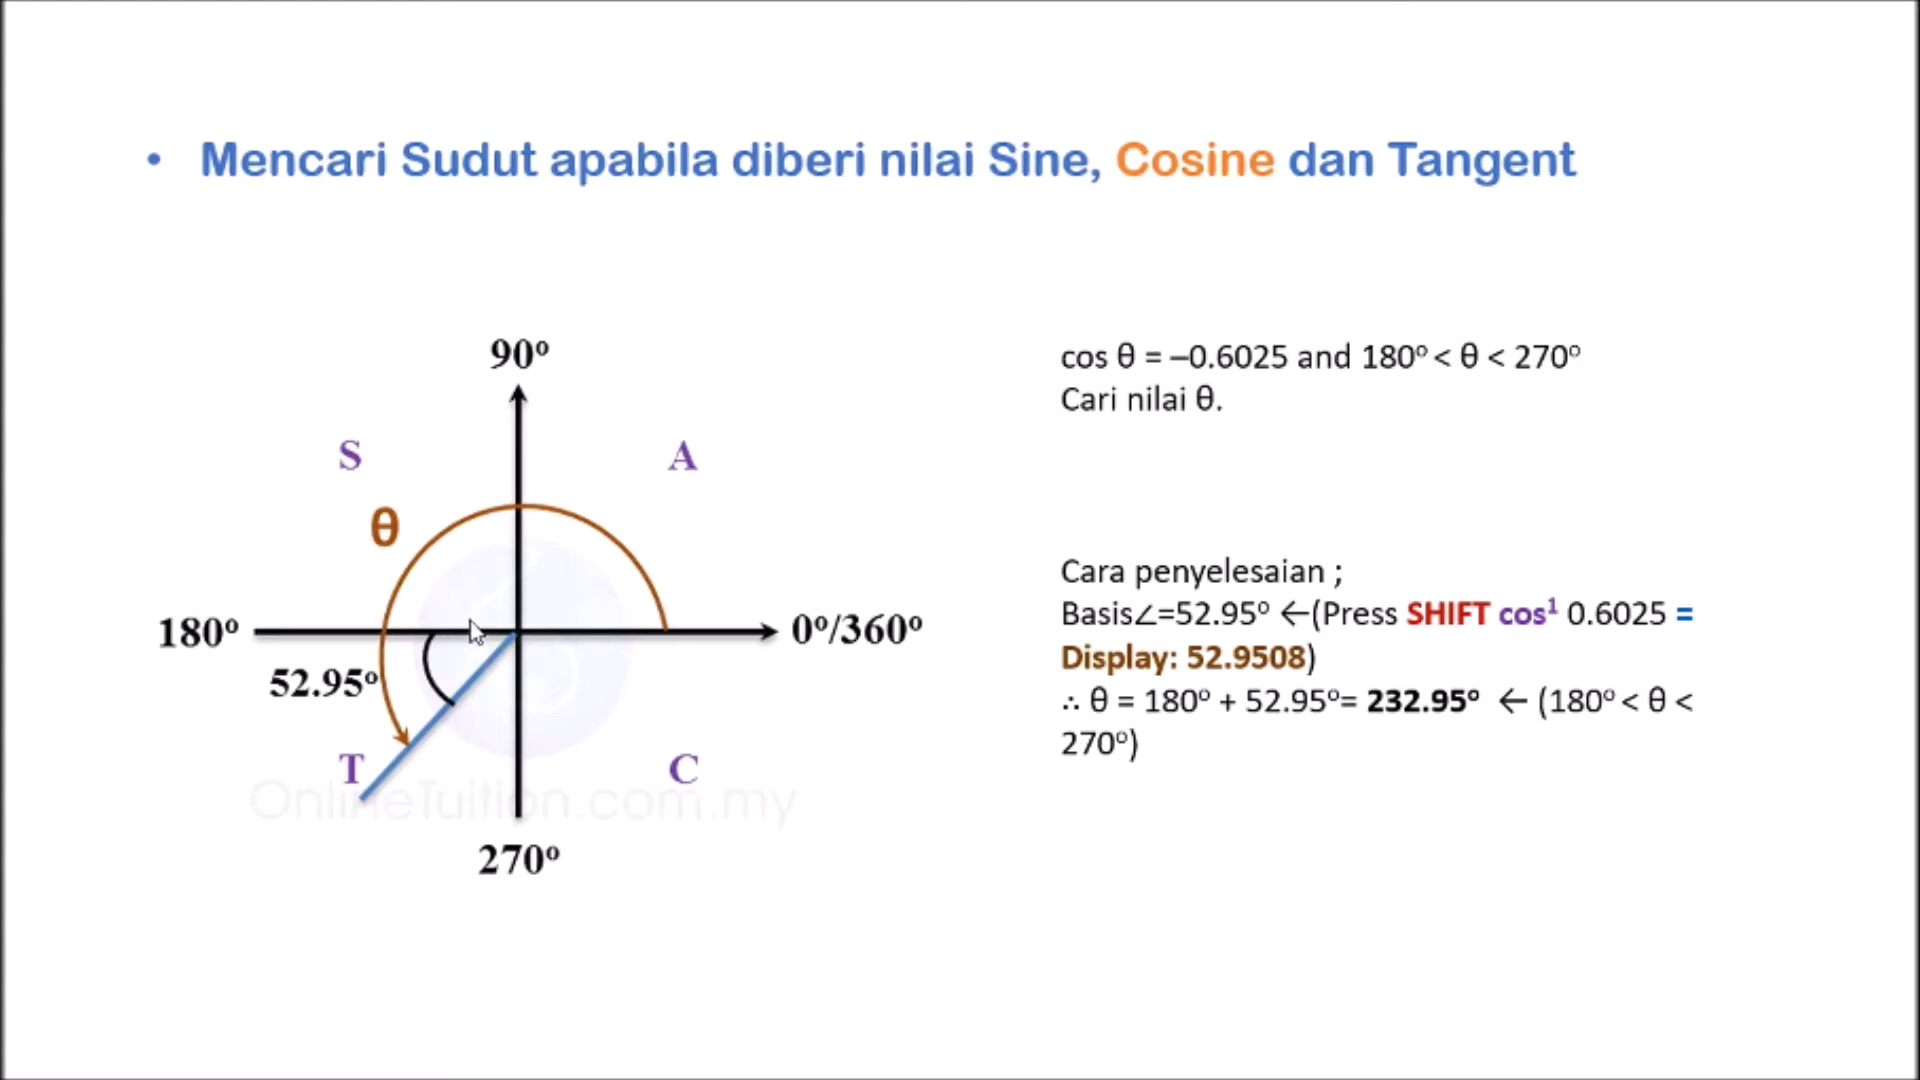 • Mencari Sudut apabila diberi nilai Sine, Cosine dan Tangent
90º
S
A
θ
180º
0º/360º
52.95º
T
C
OnlineTuition.com.my
270º
cos θ = –0.6025 and 180º < θ < 270º
Cari nilai θ.
Cara penyelesaian ;
Basis∠=52.95º ←(Press SHIFT cos¹ 0.6025 =
Display: 52.9508)
∴ θ = 180º + 52.95º= 232.95º ← (180º < θ <
270º)